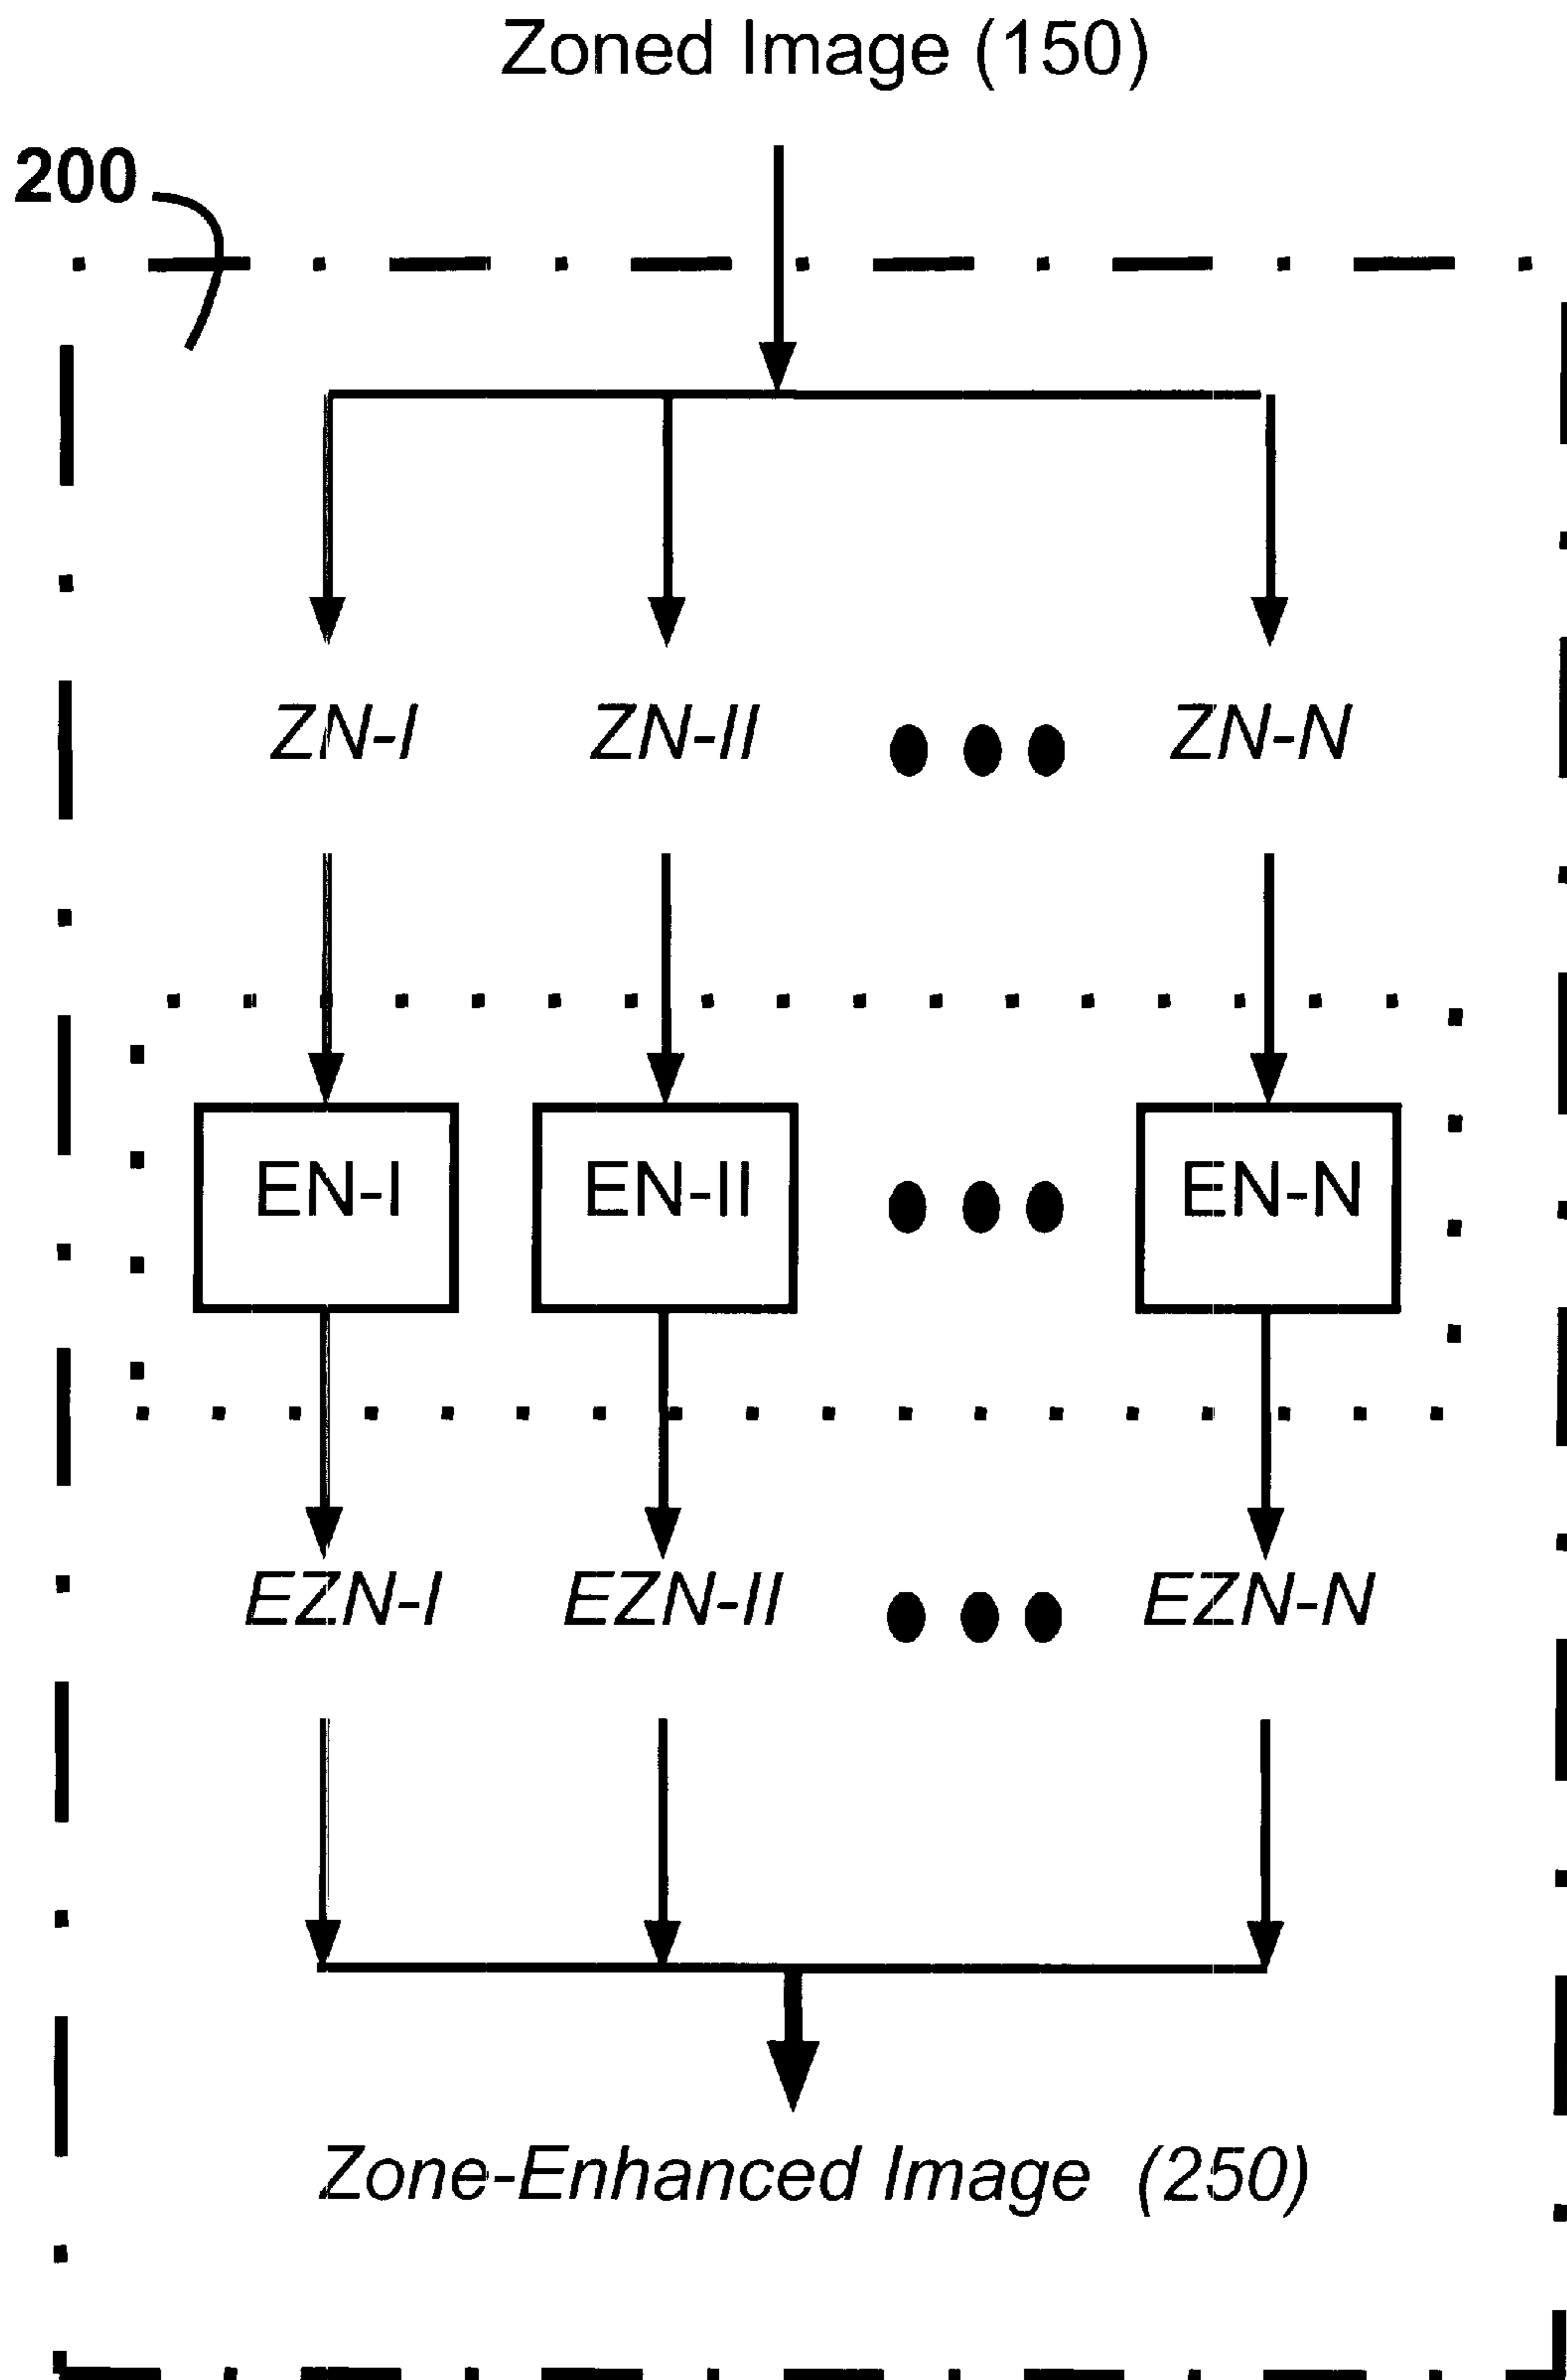 Zoned Image (150)
200
ZN-I ZN-II ZN-N
EN-I EN-II EN-N
EZN-I EZN-II EZN-N
Zone-Enhanced Image (250)